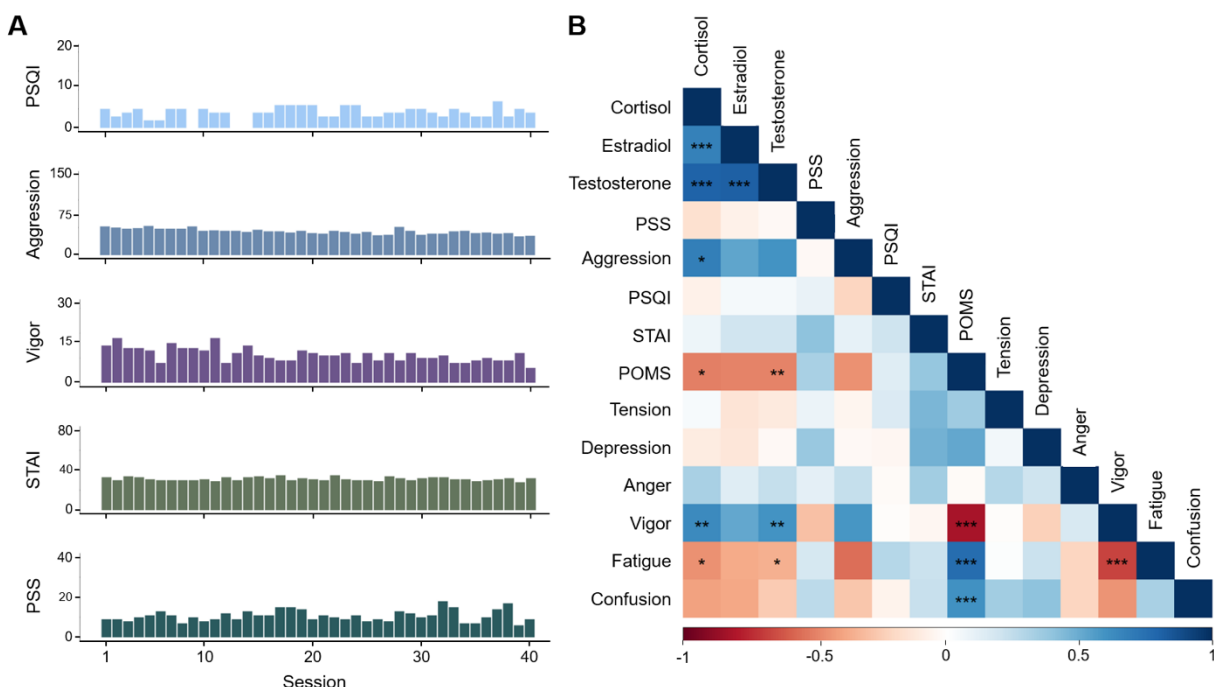 A
PSQI
20
10
0
Aggression
150
75
0
Vigor
30
15
0
STAI
80
40
0
PSS
40
20
0
1 10 20 30 40
Session
B
Cortisol
Estradiol
Testosterone
PSS
Aggression
PSQI
STAI
POMS
Tension
Depression
Anger
Vigor
Fatigue
Confusion
Cortisol
Estradiol ***
Testosterone *** ***
PSS
Aggression *
PSQI
STAI
POMS * **
Tension
Depression
Anger
Vigor ** ** ***
Fatigue * * *** ***
Confusion ***
-1 -0.5 0 0.5 1